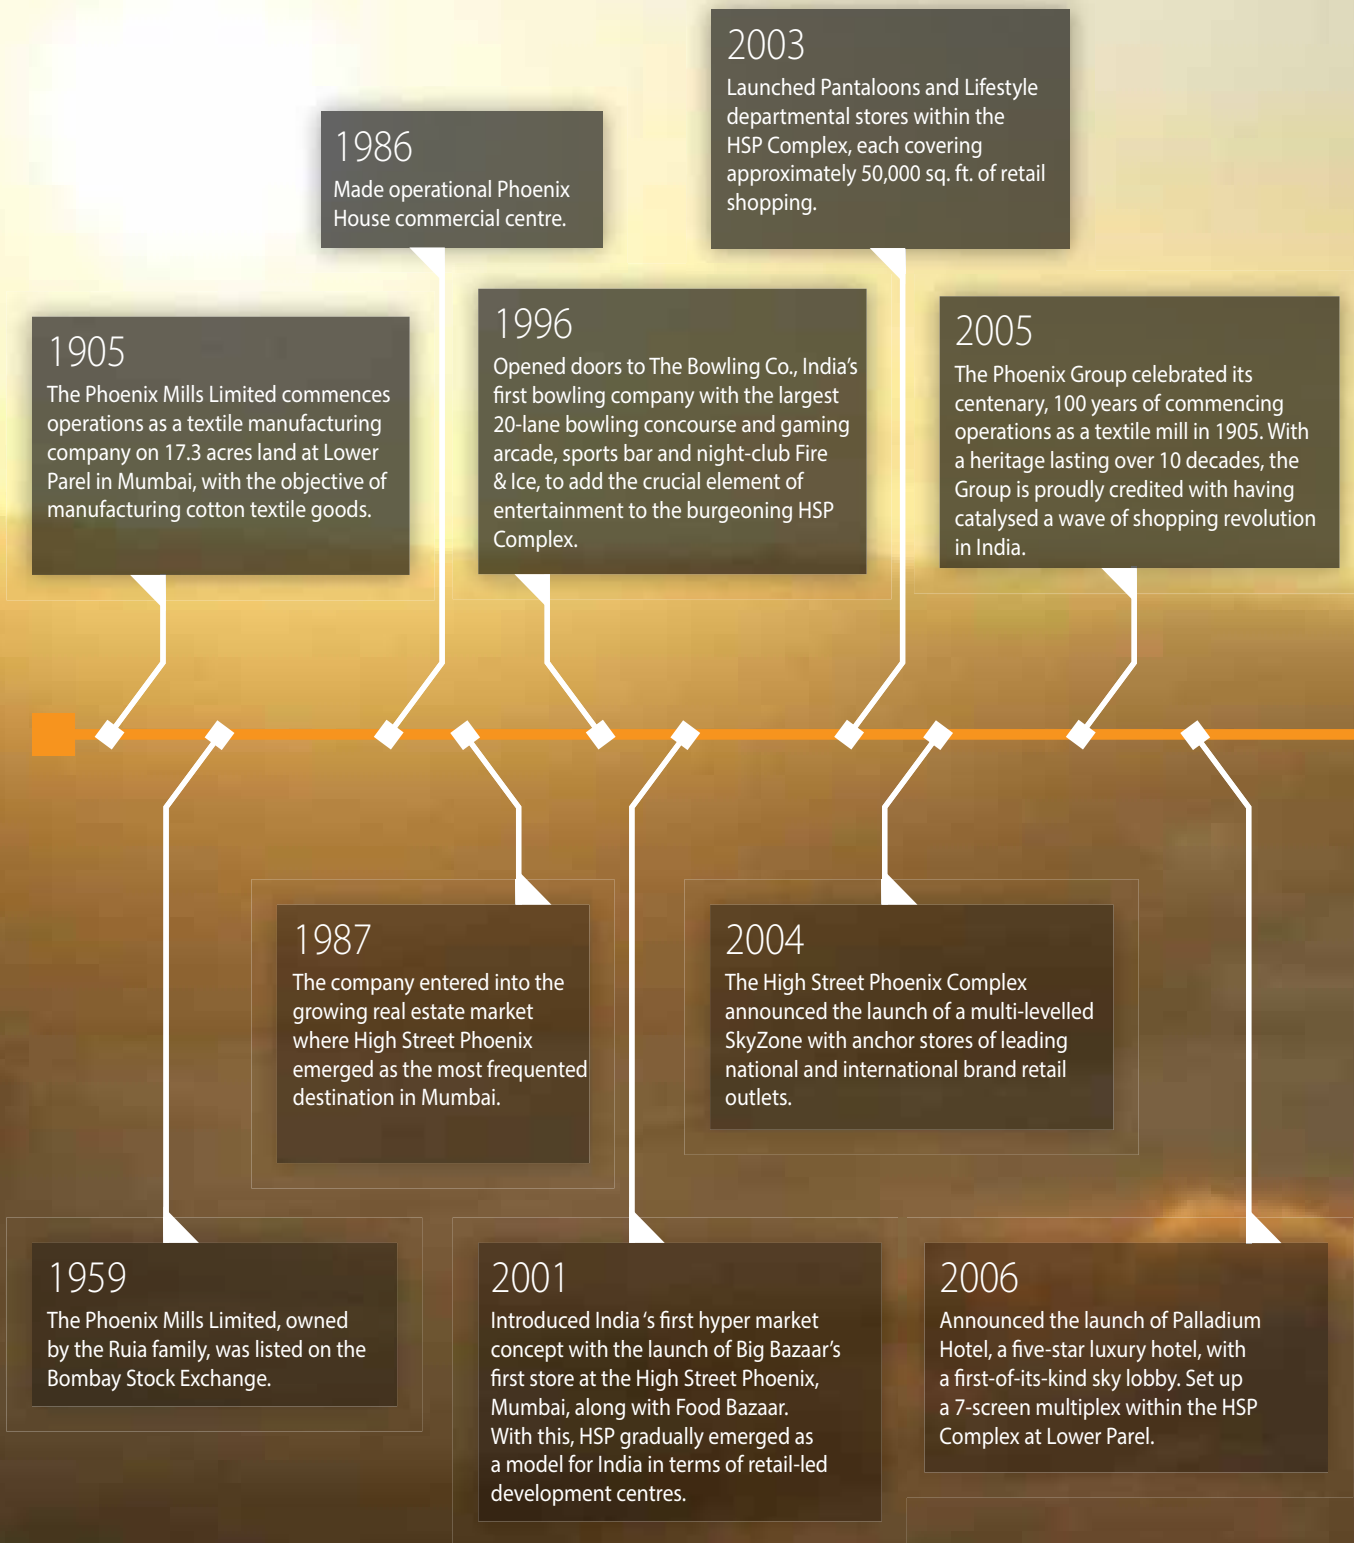 2003
Launched Pantaloons and Lifestyle
departmental stores within the
HSP Complex, each covering
approximately 50,000 sq. ft. of retail
shopping.
1986
Made operational Phoenix
House commercial centre.
1905
The Phoenix Mills Limited commences
operations as a textile manufacturing
company on 17.3 acres land at Lower
Parel in Mumbai, with the objective of
manufacturing cotton textile goods.
1996
Opened doors to The Bowling Co., India's
first bowling company with the largest
20-lane bowling concourse and gaming
arcade, sports bar and night-club Fire
& Ice, to add the crucial element of
entertainment to the burgeoning HSP
Complex.
2005
The Phoenix Group celebrated its
centenary, 100 years of commencing
operations as a textile mill in 1905. With
a heritage lasting over 10 decades, the
Group is proudly credited with having
catalysed a wave of shopping revolution
in India.
1987
The company entered into the
growing real estate market
where High Street Phoenix
emerged as the most frequented
destination in Mumbai.
2004
The High Street Phoenix Complex
announced the launch of a multi-levelled
SkyZone with anchor stores of leading
national and international brand retail
outlets.
1959
The Phoenix Mills Limited, owned
by the Ruia family, was listed on the
Bombay Stock Exchange.
2001
Introduced India 's first hyper market
concept with the launch of Big Bazaar's
first store at the High Street Phoenix,
Mumbai, along with Food Bazaar.
With this, HSP gradually emerged as
a model for India in terms of retail-led
development centres.
2006
Announced the launch of Palladium
Hotel, a five-star luxury hotel, with
a first-of-its-kind sky lobby. Set up
a 7-screen multiplex within the HSP
Complex at Lower Parel.